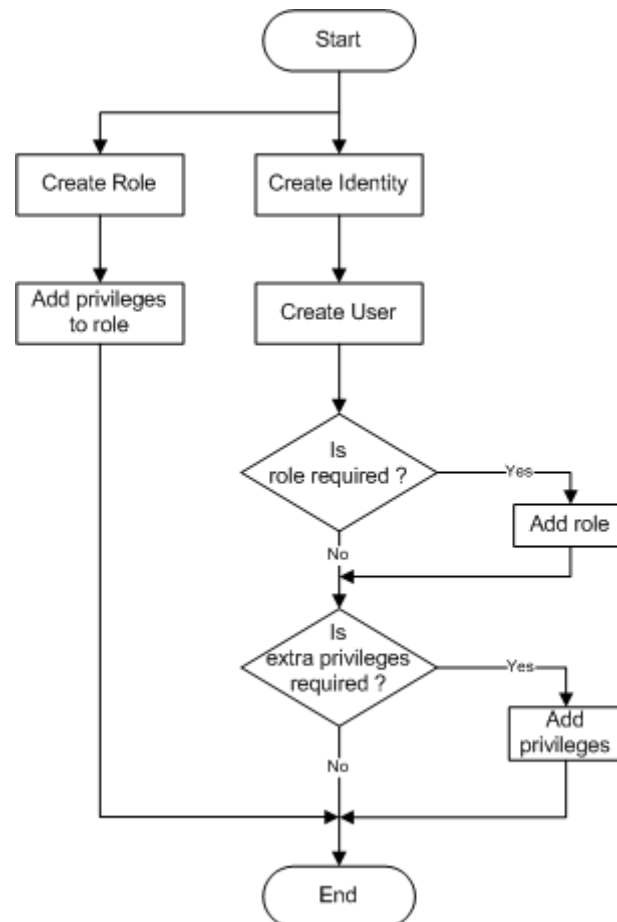 Start
Create Role
Create Identity
Add privileges
to role
Create User
Is
role required ?
Yes
Add role
No
Is
extra privileges
required ?
Yes
Add
privileges
No
End